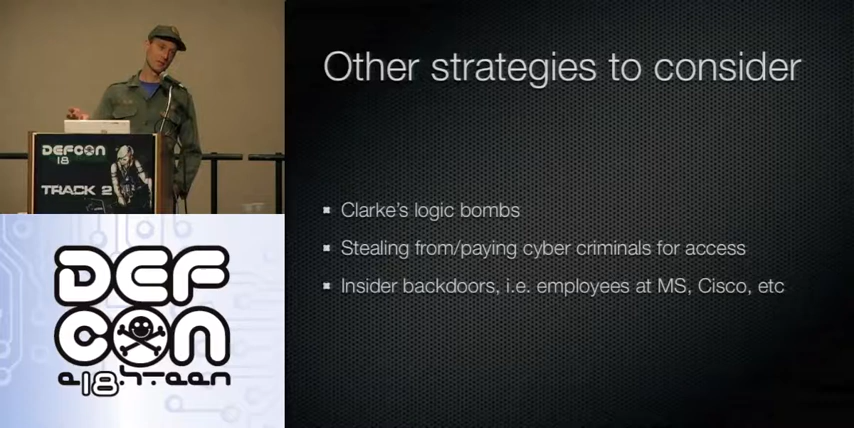 DEFCON
18
TRACK 2
DEF
CON
e18hteen
Other strategies to consider
Clarke's logic bombs
Stealing from/paying cyber criminals for access
Insider backdoors, i.e. employees at MS, Cisco, etc